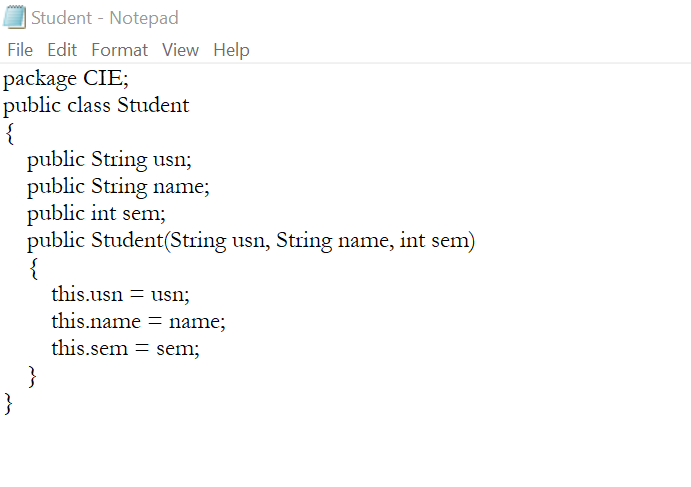 Student - Notepad
File Edit Format View Help
package CIE;
public class Student
{
    public String usn;
    public String name;
    public int sem;
    public Student(String usn, String name, int sem)
    {
        this.usn = usn;
        this.name = name;
        this.sem = sem;
    }
}